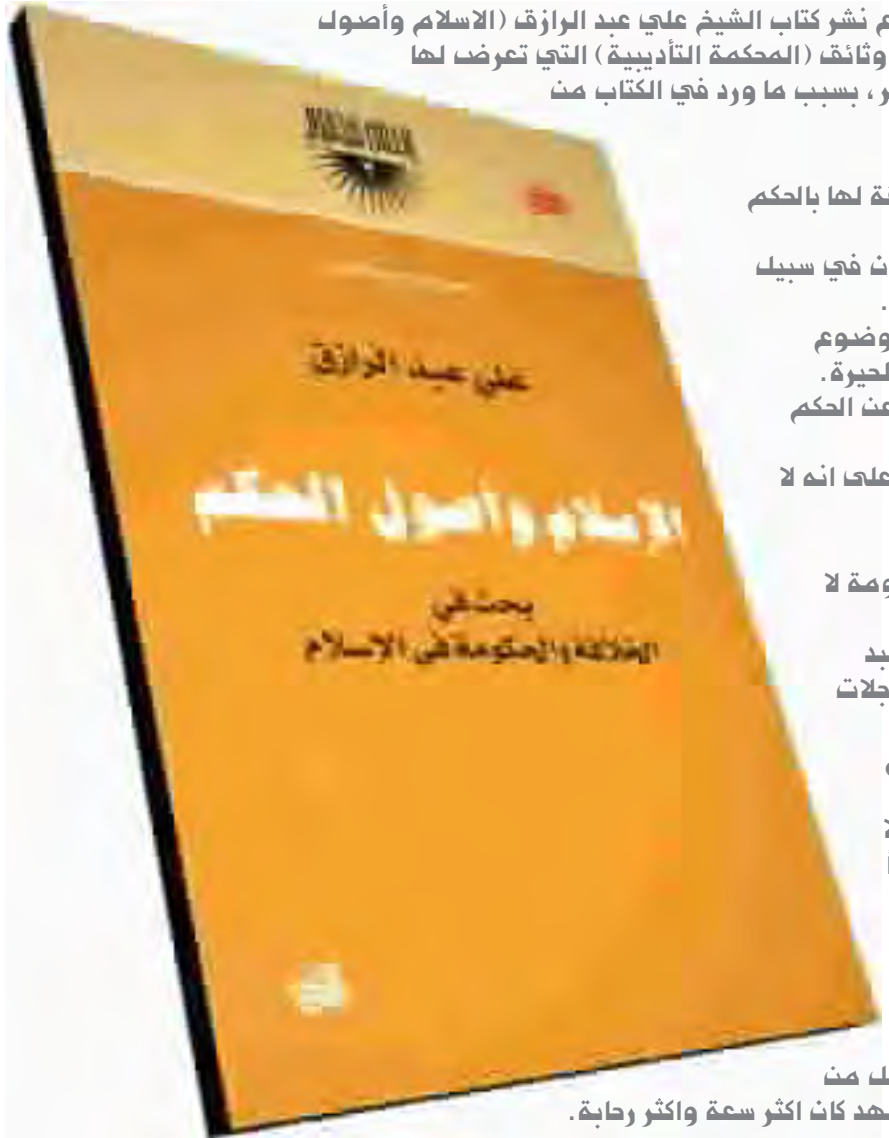 م نشر كتاب الشيخ علي عبد الرازق (الاسلام وأصول
وثائق (المحكمة التأديبية) التي تعرض لها
ر، بسبب ما ورد في الكتاب من
ة لها بالحكم
ن في سبيل
.
وضوع
لحيرة.
عن الحكم
على انه لا
ومة لا
بد
جلات
ل من
هد كان اكثر سعة واكثر رحابة.
علي عبد الرازق
الإسلام وأصول الحكم
بحث في
الخلافة والحكومة في الإسلام